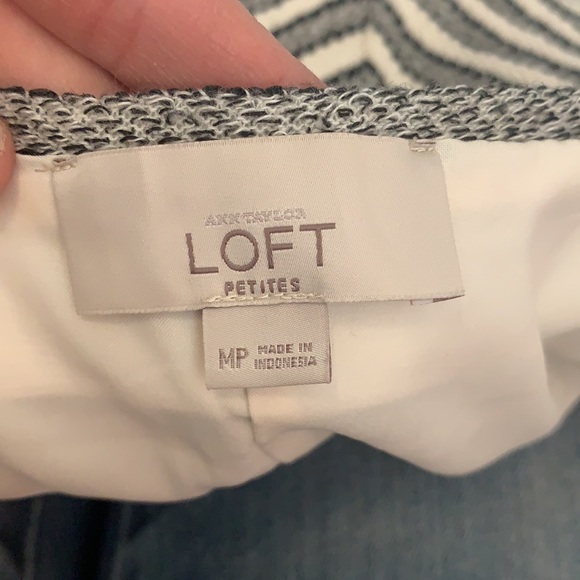 ANN TAYLOR
LOFT
PETITES
MP MADE IN
INDONESIA